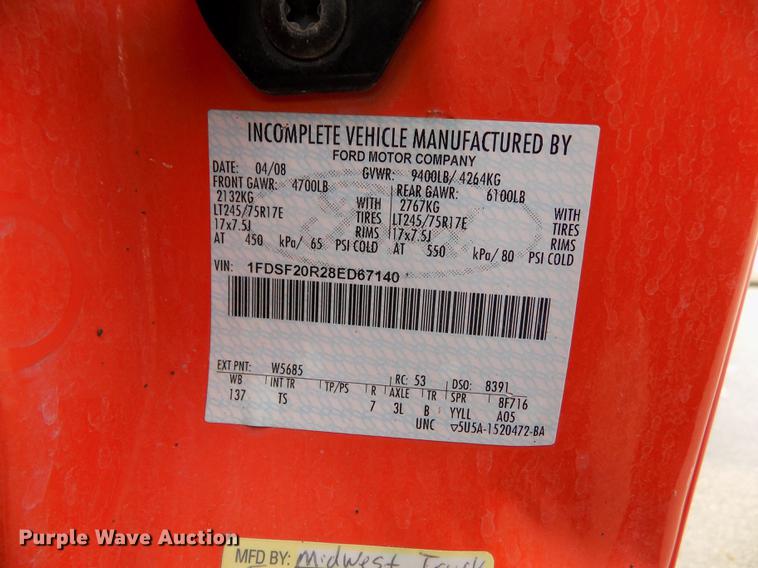 INCOMPLETE VEHICLE MANUFACTURED BY
FORD MOTOR COMPANY
DATE: 04/08 GVWR: 9400LB/ 4264KG
FRONT GAWR: 4700LB REAR GAWR: 6100LB
2132KG WITH 2767KG WITH
LT245/75R17E TIRES LT245/75R17E TIRES
17x7.5J RIMS 17x7.5J RIMS
AT 450 kPa/ 65 PSI COLD AT 550 kPa/ 80 PSI COLD
VIN: 1FDSF20R28ED67140
EXT PNT: W5685 RC: 53 DSO: 8391
WB INT TR TP/PS R AXLE TR SPR 8F716
137 TS 7 3L B YYLL A05
UNC ▽5U5A-1520472-BA
Purple Wave Auction
MFD BY: Midwest Truck